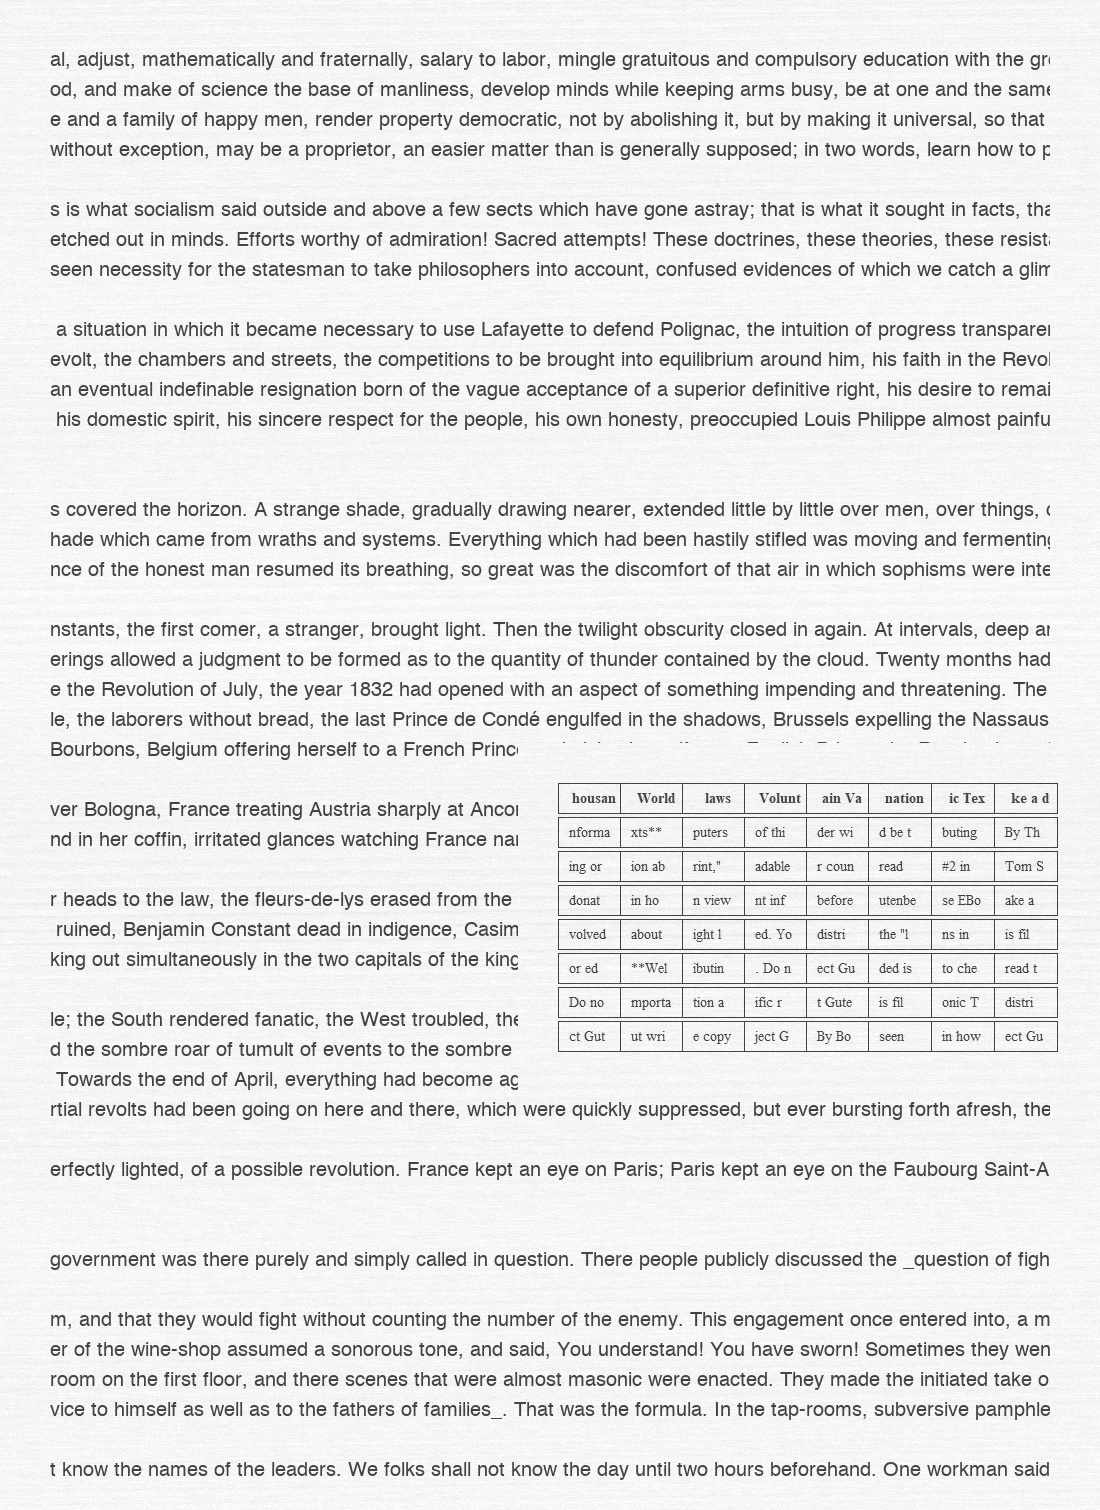 al, adjust, mathematically and fraternally, salary to labor, mingle gratuitous and compulsory education with the
od, and make of science the base of manliness, develop minds while keeping arms busy, be at one and the same
e and a family of happy men, render property democratic, not by abolishing it, but by making it universal, so that
without exception, may be a proprietor, an easier matter than is generally supposed; in two words, learn how to
s is what socialism said outside and above a few sects which have gone astray; that is what it sought in facts,
etched out in minds. Efforts worthy of admiration! Sacred attempts! These doctrines, these theories, these
seen necessity for the statesman to take philosophers into account, confused evidences of which we catch a glim
a situation in which it became necessary to use Lafayette to defend Polignac, the intuition of progress
evolt, the chambers and streets, the competitions to be brought into equilibrium around him, his faith in the
an eventual indefinable resignation born of the vague acceptance of a superior definitive right, his desire to remai
his domestic spirit, his sincere respect for the people, his own honesty, preoccupied Louis Philippe almost painfu
s covered the horizon. A strange shade, gradually drawing nearer, extended little by little over men, over things,
hade which came from wraths and systems. Everything which had been hastily stifled was moving and fermenting
nce of the honest man resumed its breathing, so great was the discomfort of that air in which sophisms were inte
nstants, the first comer, a stranger, brought light. Then the twilight obscurity closed in again. At intervals, deep
erings allowed a judgment to be formed as to the quantity of thunder contained by the cloud. Twenty months had
e the Revolution of July, the year 1832 had opened with an aspect of something impending and threatening. The
le, the laborers without bread, the last Prince de Condé engulfed in the shadows, Brussels expelling the Nassaus
Bourbons, Belgium offering herself to a French Prince
ver Bologna, France treating Austria sharply at Ancon
nd in her coffin, irritated glances watching France nai
r heads to the law, the fleurs-de-lys erased from the
ruined, Benjamin Constant dead in indigence, Casim
king out simultaneously in the two capitals of the king
le; the South rendered fanatic, the West troubled, the
d the sombre roar of tumult of events to the sombre
Towards the end of April, everything had become ag
housan World laws Volunt ain Va nation ic Tex ke a d
nforma xts** puters of thi der wi d be t buting By Th
ing or ion ab rint," adable r coun read #2 in Tom S
donat in ho n view nt inf before utenbe se EBo ake a
volved about ight l ed. Yo distri the "l ns in is fil
or ed **Wel ibutin . Do n ect Gu ded is to che read t
Do no mporta tion a ific r t Gute is fil onic T distri
ct Gut ut wri e copy ject G By Bo seen in how ect Gu
rtial revolts had been going on here and there, which were quickly suppressed, but ever bursting forth afresh, the
erfectly lighted, of a possible revolution. France kept an eye on Paris; Paris kept an eye on the Faubourg Saint-A
government was there purely and simply called in question. There people publicly discussed the _question of figh
m, and that they would fight without counting the number of the enemy. This engagement once entered into, a m
er of the wine-shop assumed a sonorous tone, and said, You understand! You have sworn! Sometimes they wen
room on the first floor, and there scenes that were almost masonic were enacted. They made the initiated take o
vice to himself as well as to the fathers of families_. That was the formula. In the tap-rooms, subversive pamphle
t know the names of the leaders. We folks shall not know the day until two hours beforehand. One workman said